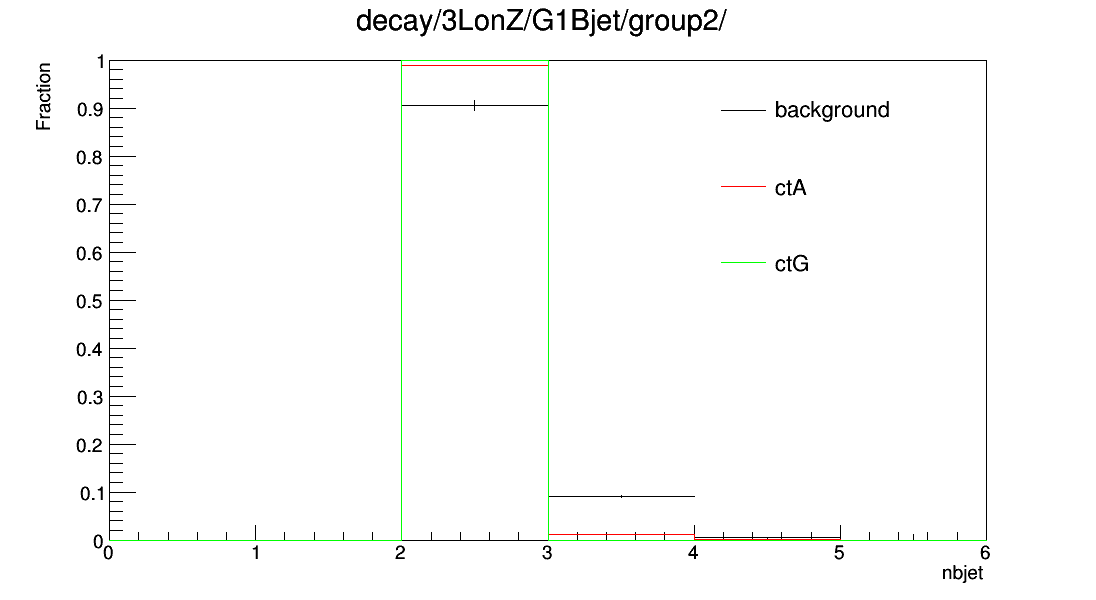 decay/3LonZ/G1Bjet/group2/
Fraction
1
0.9
0.8
0.7
0.6
0.5
0.4
0.3
0.2
0.1
0
background
ctA
ctG
0 1 2 3 4 5 6
nbjet